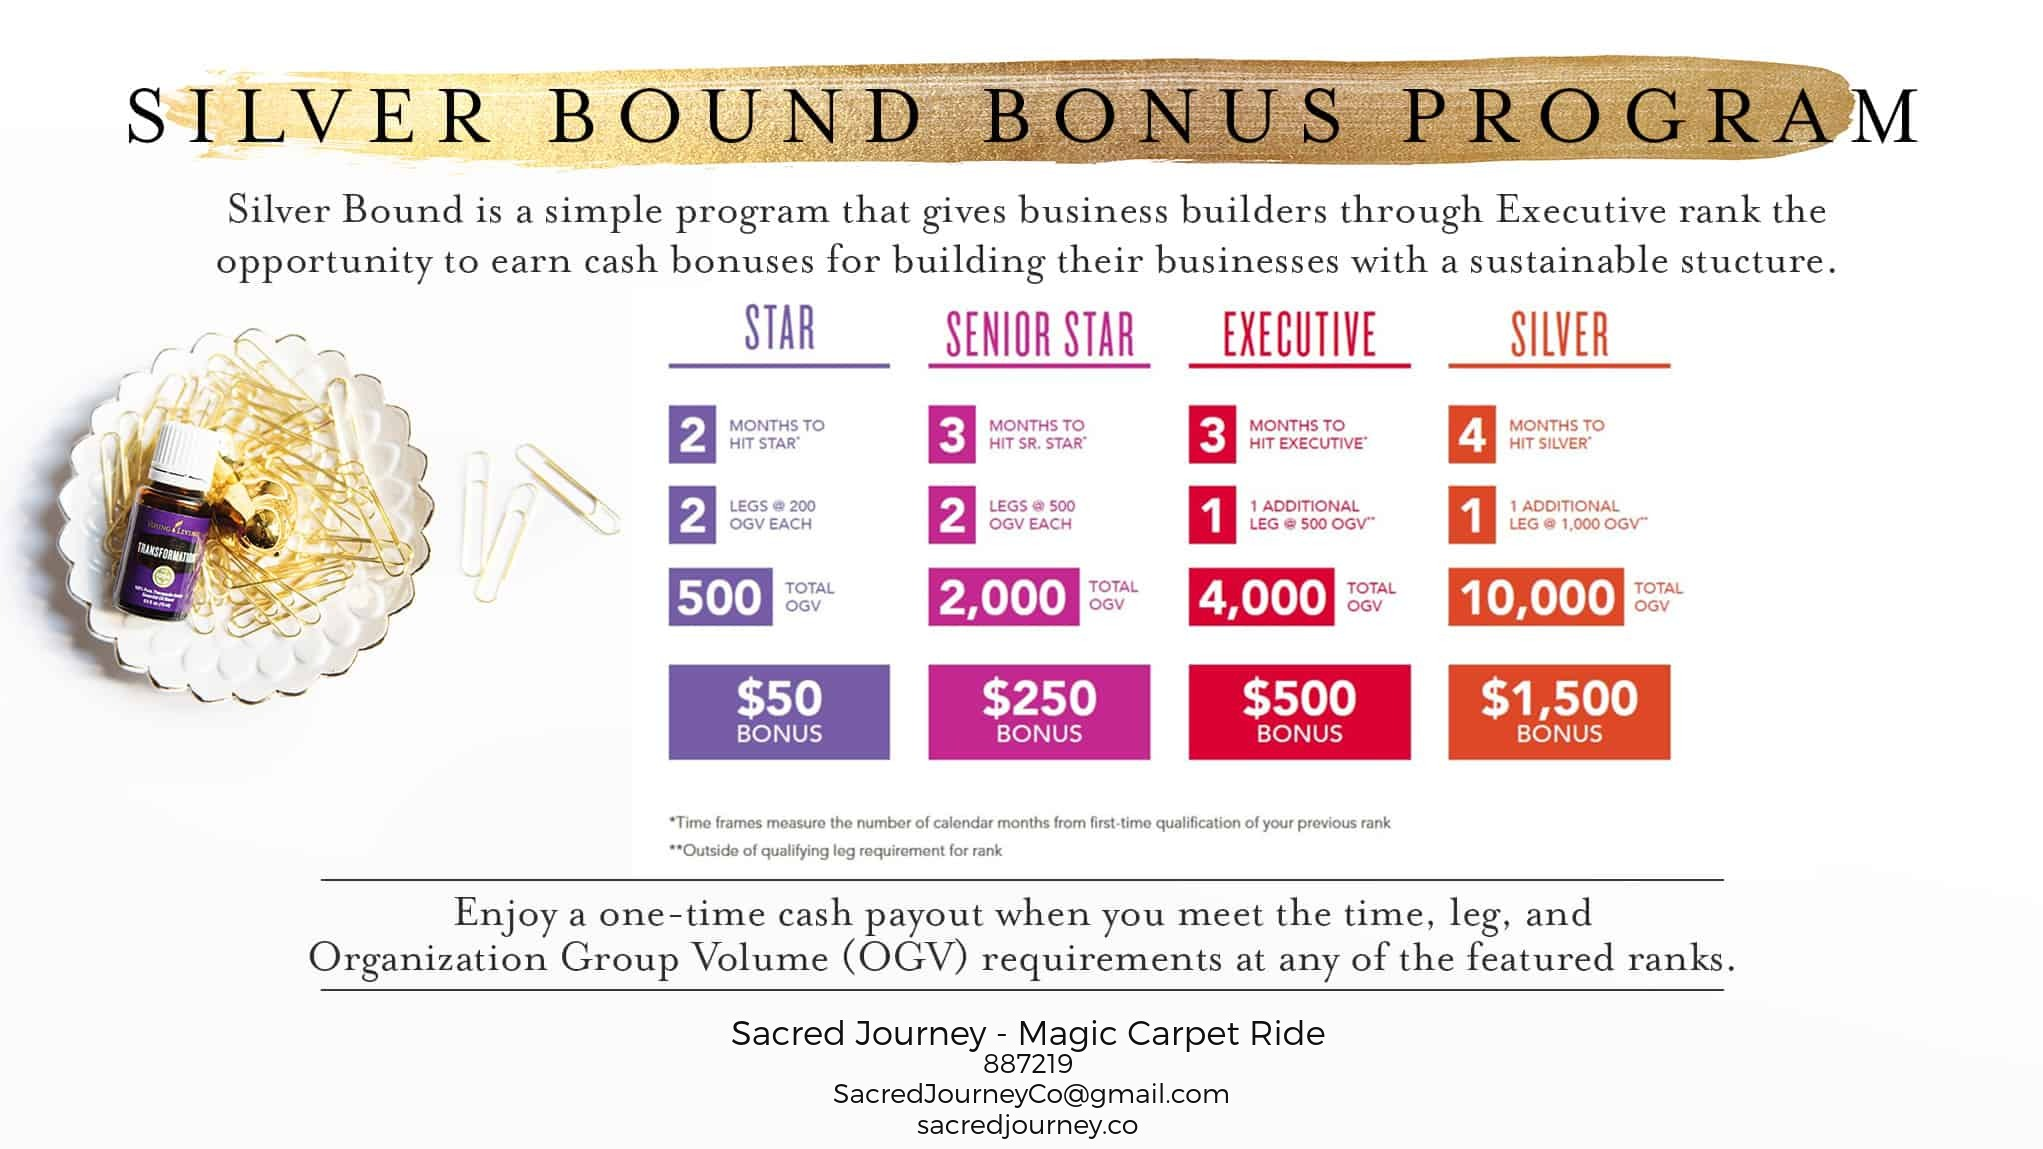 SILVER BOUND BONUS PROGRAM
Silver Bound is a simple program that gives business builders through Executive rank the
opportunity to earn cash bonuses for building their businesses with a sustainable stucture.
STAR
2 MONTHS TO
HIT STAR*
2 LEGS @ 200
OGV EACH
500 TOTAL
OGV
$50
BONUS
SENIOR STAR
3 MONTHS TO
HIT SR. STAR*
2 LEGS @ 500
OGV EACH
2,000 TOTAL
OGV
$250
BONUS
EXECUTIVE
3 MONTHS TO
HIT EXECUTIVE*
1 1 ADDITIONAL
LEG @ 500 OGV**
4,000 TOTAL
OGV
$500
BONUS
SILVER
4 MONTHS TO
HIT SILVER*
1 1 ADDITIONAL
LEG @ 1,000 OGV**
10,000 TOTAL
OGV
$1,500
BONUS
YOUNG LIVING
TRANSFORMATION
*Time frames measure the number of calendar months from first-time qualification of your previous rank
**Outside of qualifying leg requirement for rank
Enjoy a one-time cash payout when you meet the time, leg, and
Organization Group Volume (OGV) requirements at any of the featured ranks.
Sacred Journey - Magic Carpet Ride
887219
SacredJourneyCo@gmail.com
sacredjourney.co